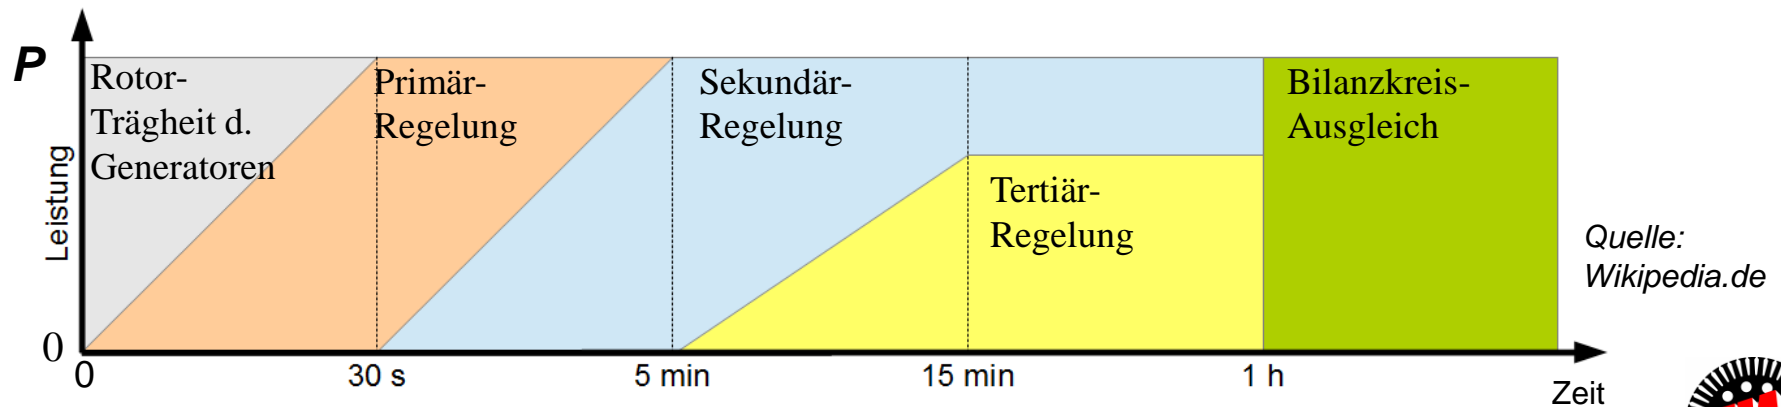 P
Leistung
Rotor-
Trägheit d.
Generatoren
Primär-
Regelung
Sekundär-
Regelung
Tertiär-
Regelung
Bilanzkreis-
Ausgleich
Quelle:
Wikipedia.de
0
0
30 s
5 min
15 min
1 h
Zeit